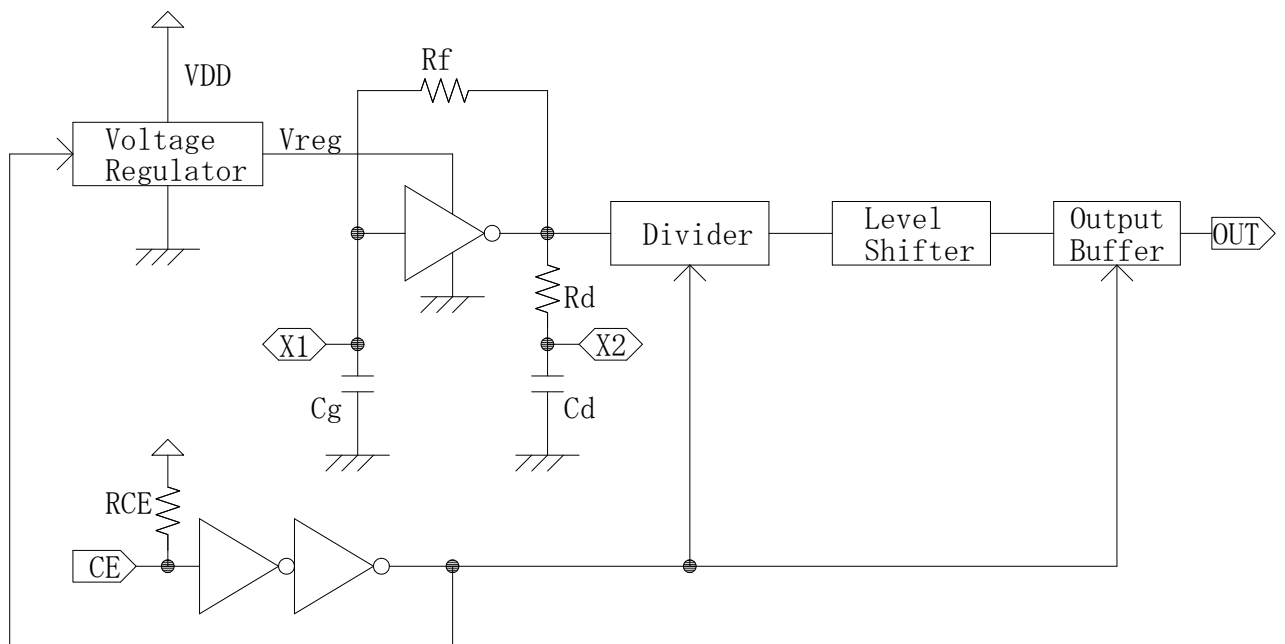 VDD
Rf
Voltage
Regulator
Vreg
Divider
Level
Shifter
Output
Buffer
OUT
Rd
X1
X2
Cg
Cd
RCE
CE